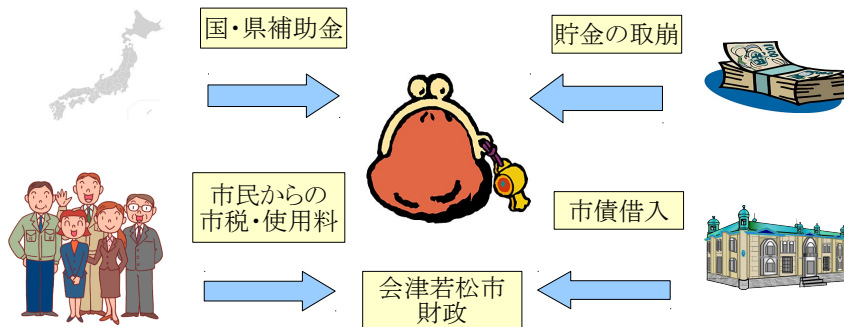 国・県補助金
貯金の取崩
市民からの
市税・使用料
市債借入
会津若松市
財政